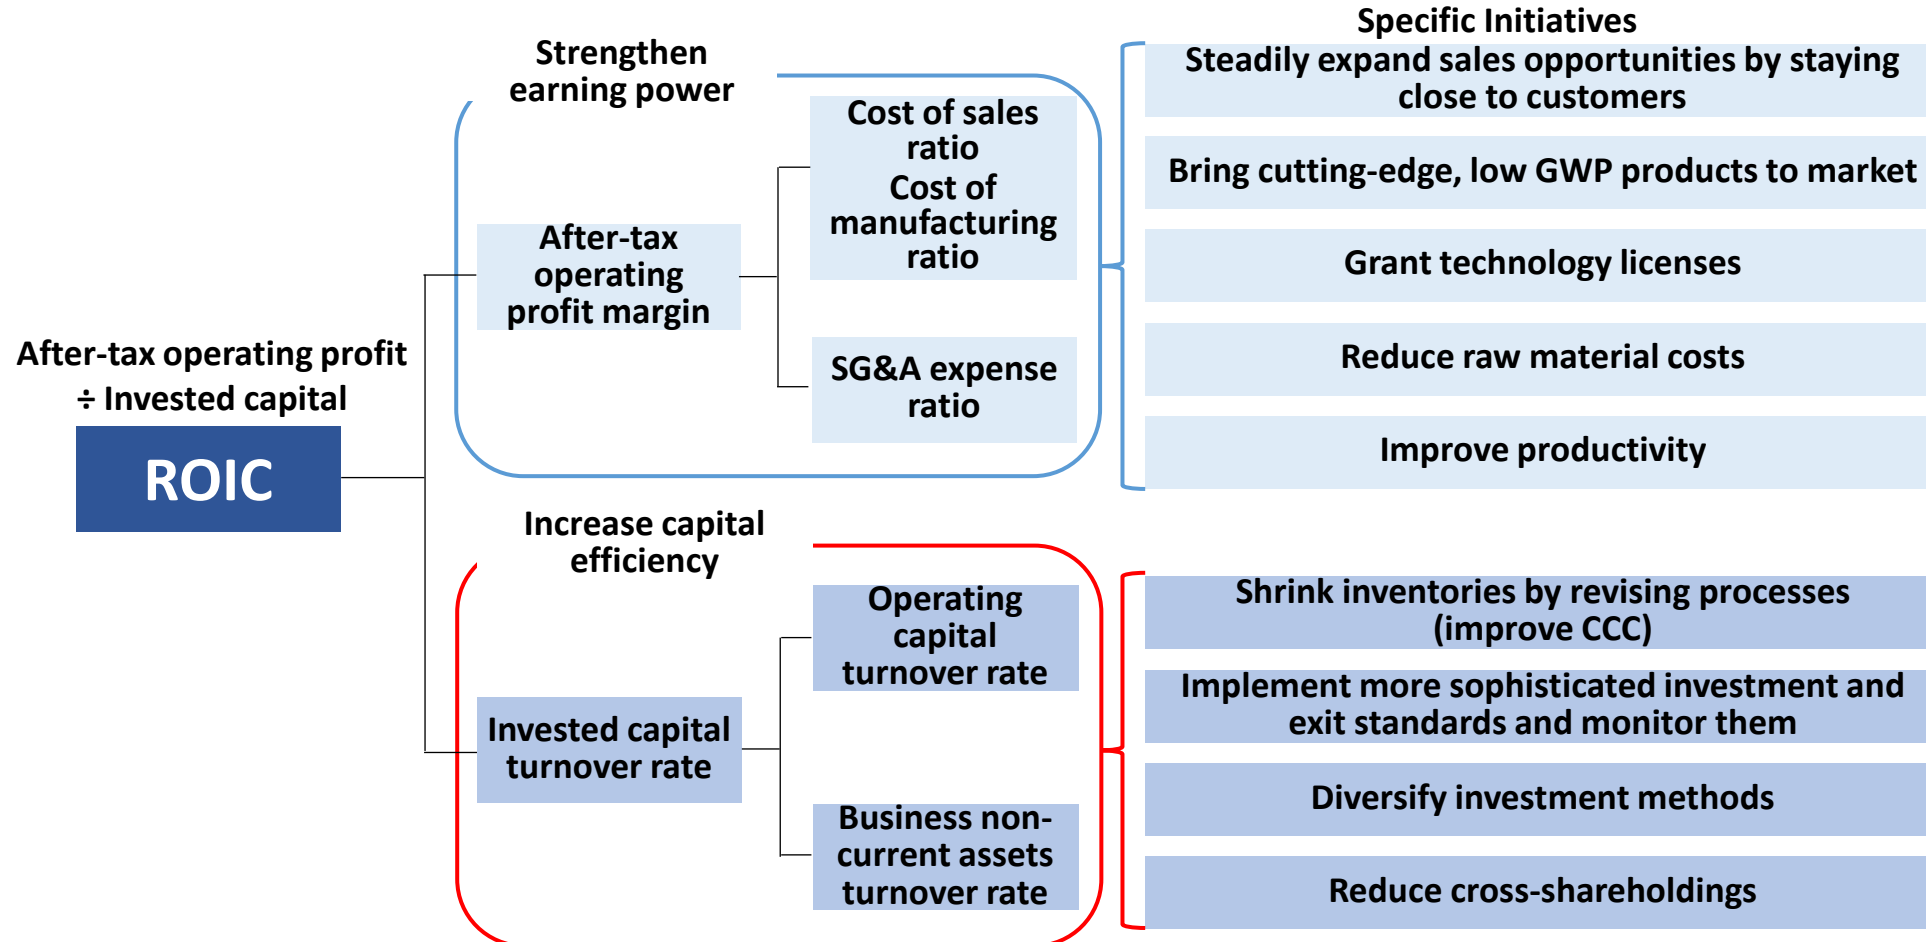 Specific Initiatives
Strengthen
earning power
After-tax operating profit
÷ Invested capital
ROIC
After-tax
operating
profit margin
Cost of sales
ratio
Cost of
manufacturing
ratio
SG&A expense
ratio
Steadily expand sales opportunities by staying
close to customers
Bring cutting-edge, low GWP products to market
Grant technology licenses
Reduce raw material costs
Improve productivity
Increase capital
efficiency
Invested capital
turnover rate
Operating
capital
turnover rate
Business non-
current assets
turnover rate
Shrink inventories by revising processes
(improve CCC)
Implement more sophisticated investment and
exit standards and monitor them
Diversify investment methods
Reduce cross-shareholdings